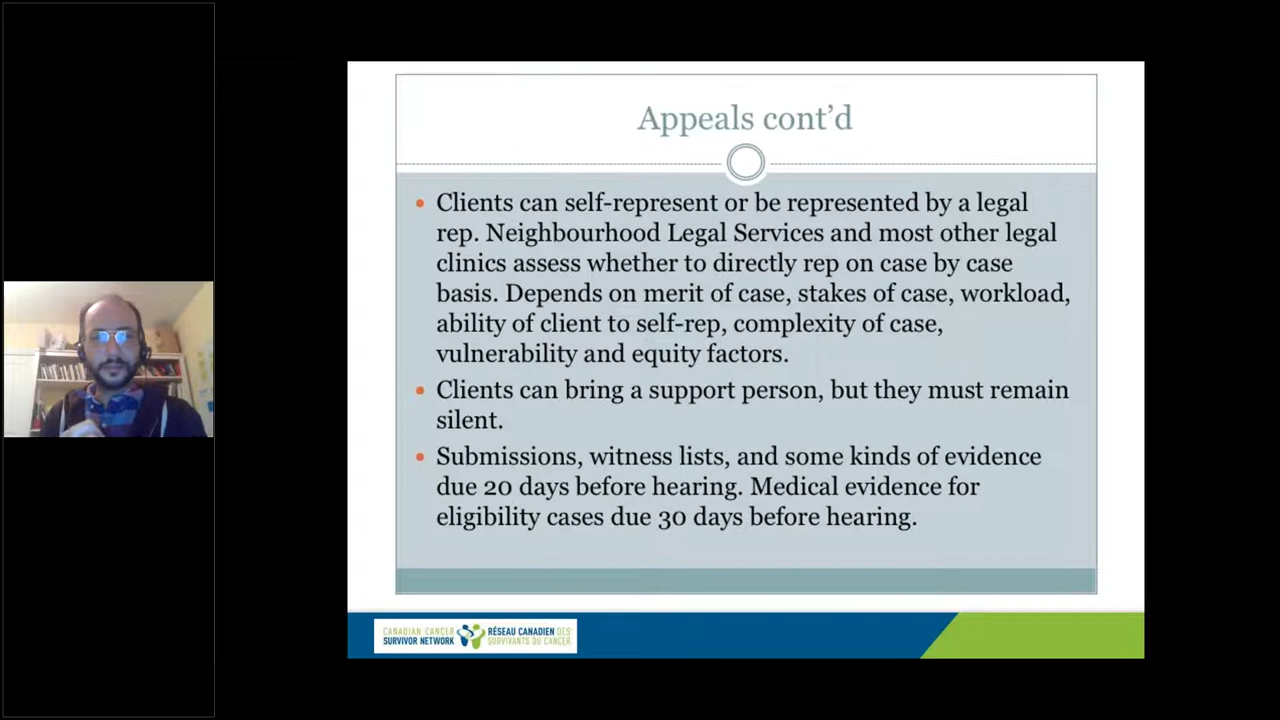 Appeals cont’d
Clients can self-represent or be represented by a legal
rep. Neighbourhood Legal Services and most other legal
clinics assess whether to directly rep on case by case
basis. Depends on merit of case, stakes of case, workload,
ability of client to self-rep, complexity of case,
vulnerability and equity factors.
Clients can bring a support person, but they must remain
silent.
Submissions, witness lists, and some kinds of evidence
due 20 days before hearing. Medical evidence for
eligibility cases due 30 days before hearing.
CANADIAN CANCER
SURVIVOR NETWORK
RÉSEAU CANADIEN DES
SURVIVANTS DU CANCER